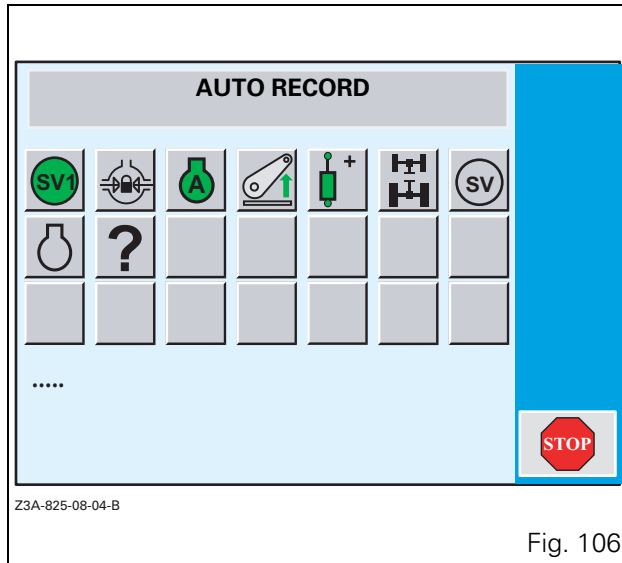 AUTO RECORD
SV1
A
+
SV
?
.....
STOP
Z3A-825-08-04-B
Fig. 106